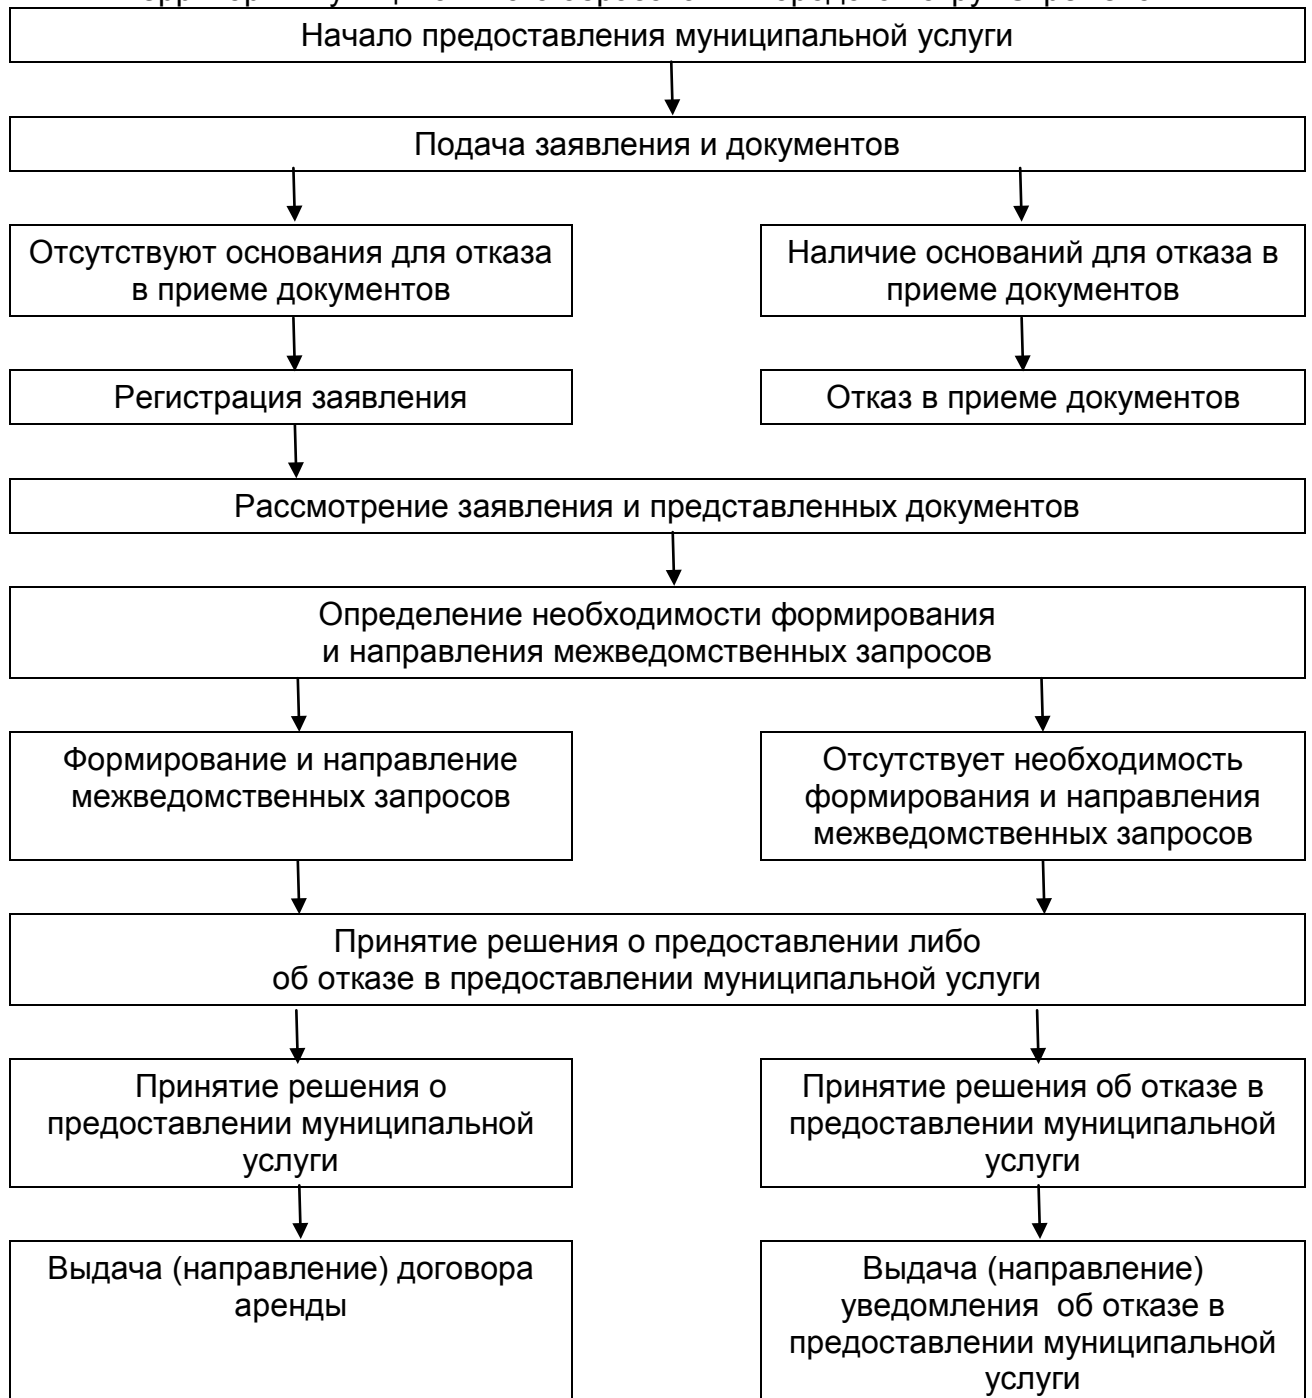 Начало предоставления муниципальной услуги
Подача заявления и документов
Отсутствуют основания для отказа
в приеме документов
Наличие оснований для отказа в
приеме документов
Регистрация заявления
Отказ в приеме документов
Рассмотрение заявления и представленных документов
Определение необходимости формирования
и направления межведомственных запросов
Формирование и направление
межведомственных запросов
Отсутствует необходимость
формирования и направления
межведомственных запросов
Принятие решения о предоставлении либо
об отказе в предоставлении муниципальной услуги
Принятие решения о
предоставлении муниципальной
услуги
Принятие решения об отказе в
предоставлении муниципальной
услуги
Выдача (направление) договора
аренды
Выдача (направление)
уведомления  об отказе в
предоставлении муниципальной
услуги